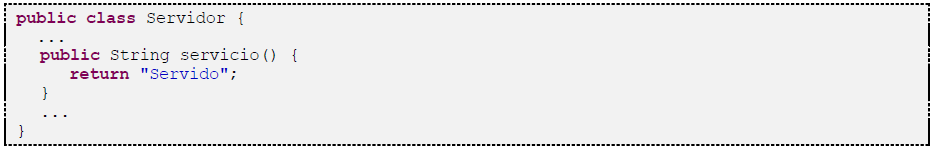 public class Servidor {
...
public String servicio() {
return "Servido";
}
...
}